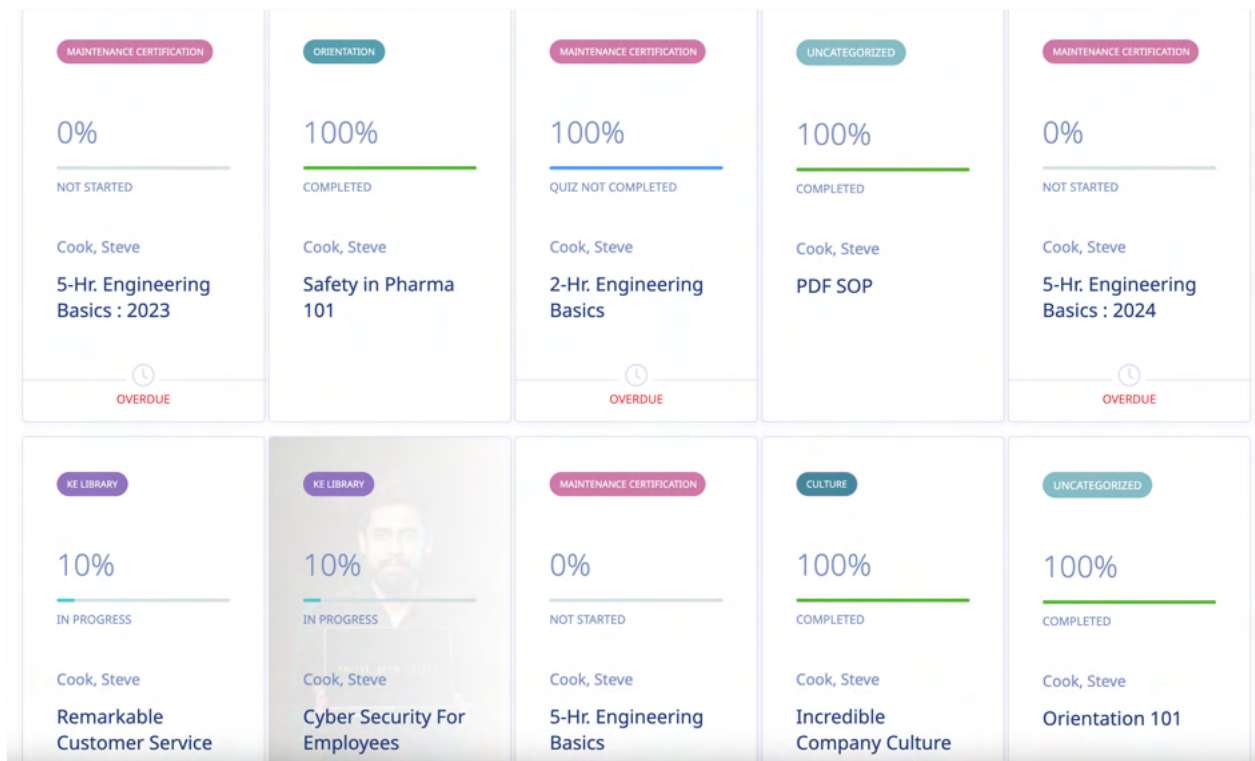 MAINTENANCE CERTIFICATION
0%
NOT STARTED
Cook, Steve
5-Hr. Engineering
Basics : 2023
OVERDUE
ORIENTATION
100%
COMPLETED
Cook, Steve
Safety in Pharma
101
MAINTENANCE CERTIFICATION
100%
QUIZ NOT COMPLETED
Cook, Steve
2-Hr. Engineering
Basics
OVERDUE
UNCATEGORIZED
100%
COMPLETED
Cook, Steve
PDF SOP
MAINTENANCE CERTIFICATION
0%
NOT STARTED
Cook, Steve
5-Hr. Engineering
Basics : 2024
OVERDUE
KE LIBRARY
10%
IN PROGRESS
Cook, Steve
Remarkable
Customer Service
KE LIBRARY
10%
IN PROGRESS
Cook, Steve
Cyber Security For
Employees
MAINTENANCE CERTIFICATION
0%
NOT STARTED
Cook, Steve
5-Hr. Engineering
Basics
CULTURE
100%
COMPLETED
Cook, Steve
Incredible
Company Culture
UNCATEGORIZED
100%
COMPLETED
Cook, Steve
Orientation 101